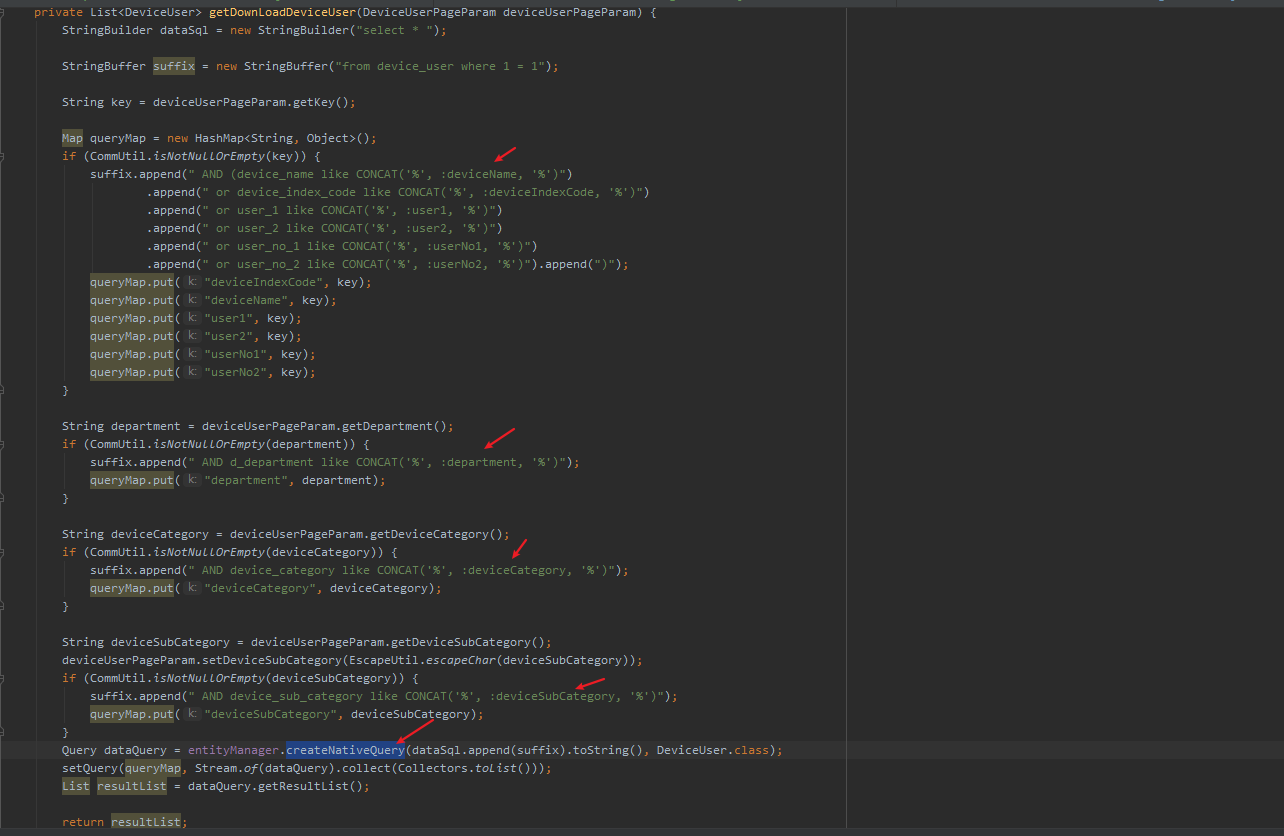 private List<DeviceUser> getDownLoadDeviceUser(DeviceUserPageParam deviceUserPageParam) {
StringBuilder dataSql = new StringBuilder("select * ");
StringBuffer suffix = new StringBuffer("from device_user where 1 = 1");
String key = deviceUserPageParam.getKey();
Map queryMap = new HashMap<String, Object>();
if (CommUtil.isNotNullOrEmpty(key)) {
suffix.append(" AND (device_name like CONCAT('%', :deviceName, '%')")
.append(" or device_index_code like CONCAT('%', :deviceIndexCode, '%')")
.append(" or user_1 like CONCAT('%', :user1, '%')")
.append(" or user_2 like CONCAT('%', :user2, '%')")
.append(" or user_no_1 like CONCAT('%', :userNo1, '%')")
.append(" or user_no_2 like CONCAT('%', :userNo2, '%')").append(")");
queryMap.put( k: "deviceIndexCode", key);
queryMap.put( k: "deviceName", key);
queryMap.put( k: "user1", key);
queryMap.put( k: "user2", key);
queryMap.put( k: "userNo1", key);
queryMap.put( k: "userNo2", key);
}
String department = deviceUserPageParam.getDepartment();
if (CommUtil.isNotNullOrEmpty(department)) {
suffix.append(" AND d_department like CONCAT('%', :department, '%')");
queryMap.put( k: "department", department);
}
String deviceCategory = deviceUserPageParam.getDeviceCategory();
if (CommUtil.isNotNullOrEmpty(deviceCategory)) {
suffix.append(" AND device_category like CONCAT('%', :deviceCategory, '%')");
queryMap.put( k: "deviceCategory", deviceCategory);
}
String deviceSubCategory = deviceUserPageParam.getDeviceSubCategory();
deviceUserPageParam.setDeviceSubCategory(EscapeUtil.escapeChar(deviceSubCategory));
if (CommUtil.isNotNullOrEmpty(deviceSubCategory)) {
suffix.append(" AND device_sub_category like CONCAT('%', :deviceSubCategory, '%')");
queryMap.put( k: "deviceSubCategory", deviceSubCategory);
}
Query dataQuery = entityManager.createNativeQuery(dataSql.append(suffix).toString(), DeviceUser.class);
setQuery(queryMap, Stream.of(dataQuery).collect(Collectors.toList()));
List resultList = dataQuery.getResultList();
return resultList;